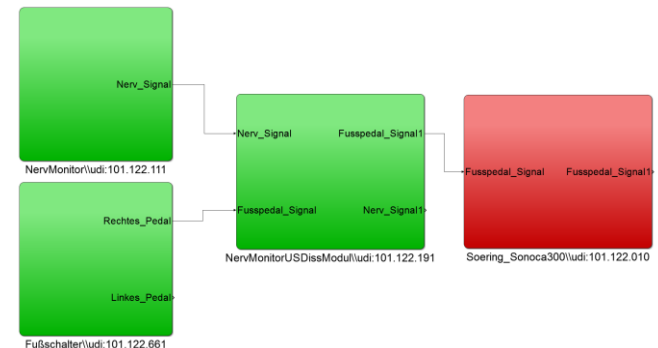 Nerv_Signal
NervMonitor\\udi:101.122.111
Rechtes_Pedal
Linkes_Pedal
Fußschalter\\udi:101.122.661
Nerv_Signal Fusspedal_Signal1
Fusspedal_Signal Nerv_Signal1
NervMonitorUSDissModul\\udi:101.122.191
Fusspedal_Signal Fusspedal_Signal1
Soering_Sonoca300\\udi:101.122.010